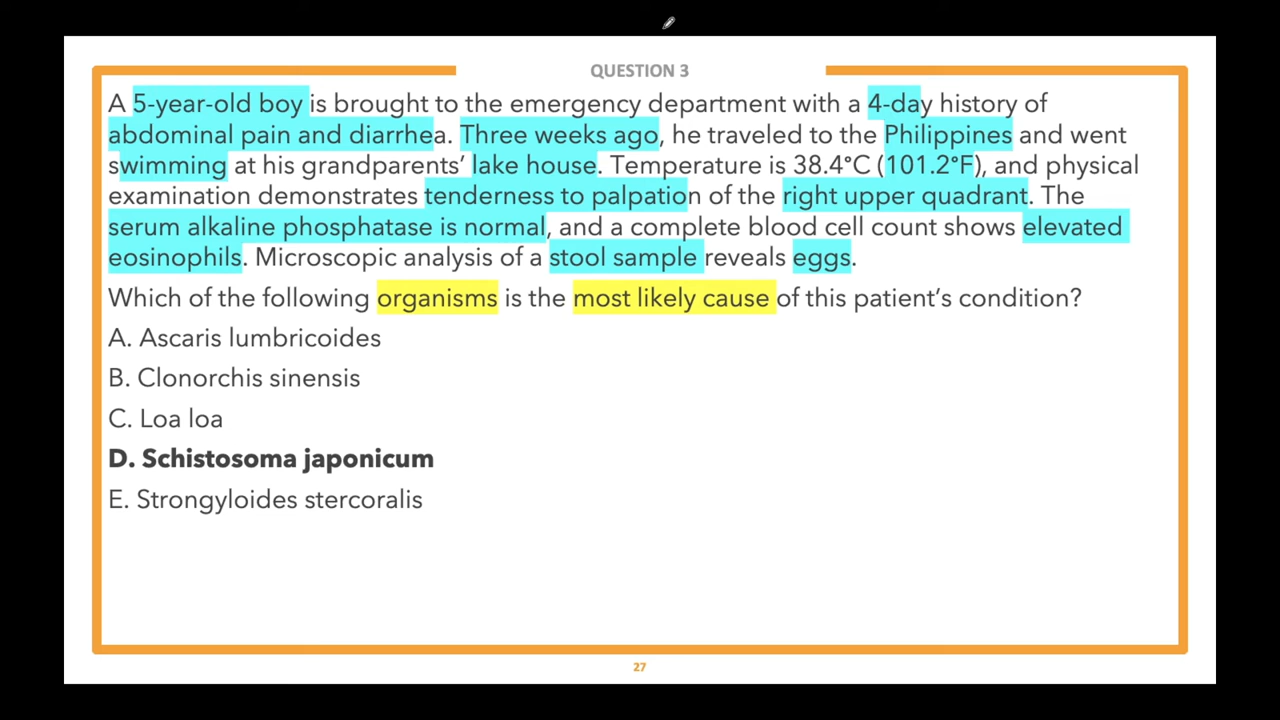 QUESTION 3
A 5-year-old boy is brought to the emergency department with a 4-day history of
abdominal pain and diarrhea. Three weeks ago, he traveled to the Philippines and went
swimming at his grandparents’ lake house. Temperature is 38.4°C (101.2°F), and physical
examination demonstrates tenderness to palpation of the right upper quadrant. The
serum alkaline phosphatase is normal, and a complete blood cell count shows elevated
eosinophils. Microscopic analysis of a stool sample reveals eggs.
Which of the following organisms is the most likely cause of this patient’s condition?
A. Ascaris lumbricoides
B. Clonorchis sinensis
C. Loa loa
D. Schistosoma japonicum
E. Strongyloides stercoralis
27